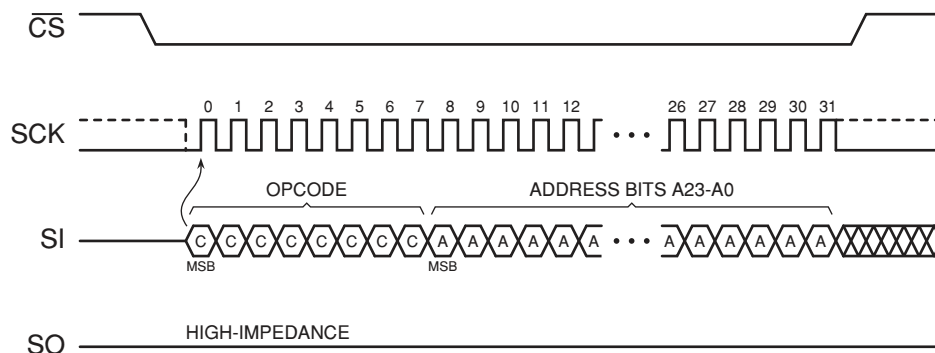 CS
0 1 2 3 4 5 6 7 8 9 10 11 12 26 27 28 29 30 31
SCK
OPCODE ADDRESS BITS A23-A0
SI C C C C C C C C A A A A A A A A A A A A
MSB MSB
HIGH-IMPEDANCE
SO